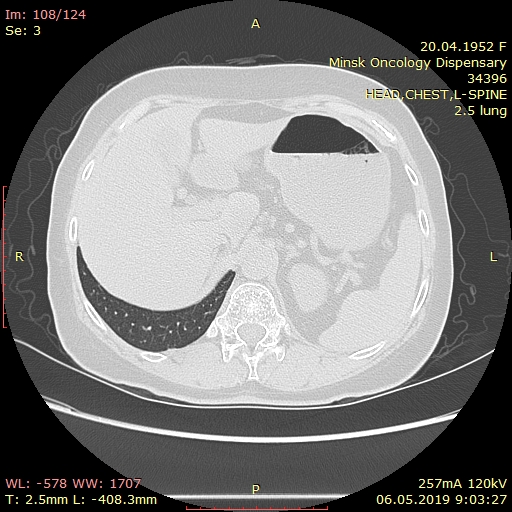 Im: 108/124
Se: 3
A
20.04.1952 F
Minsk Oncology Dispensary
34396
HEAD,CHEST,L-SPINE
2.5 lung
R
L
WL: -578 WW: 1707
T: 2.5mm L: -408.3mm
P
257mA 120kV
06.05.2019 9:03:27